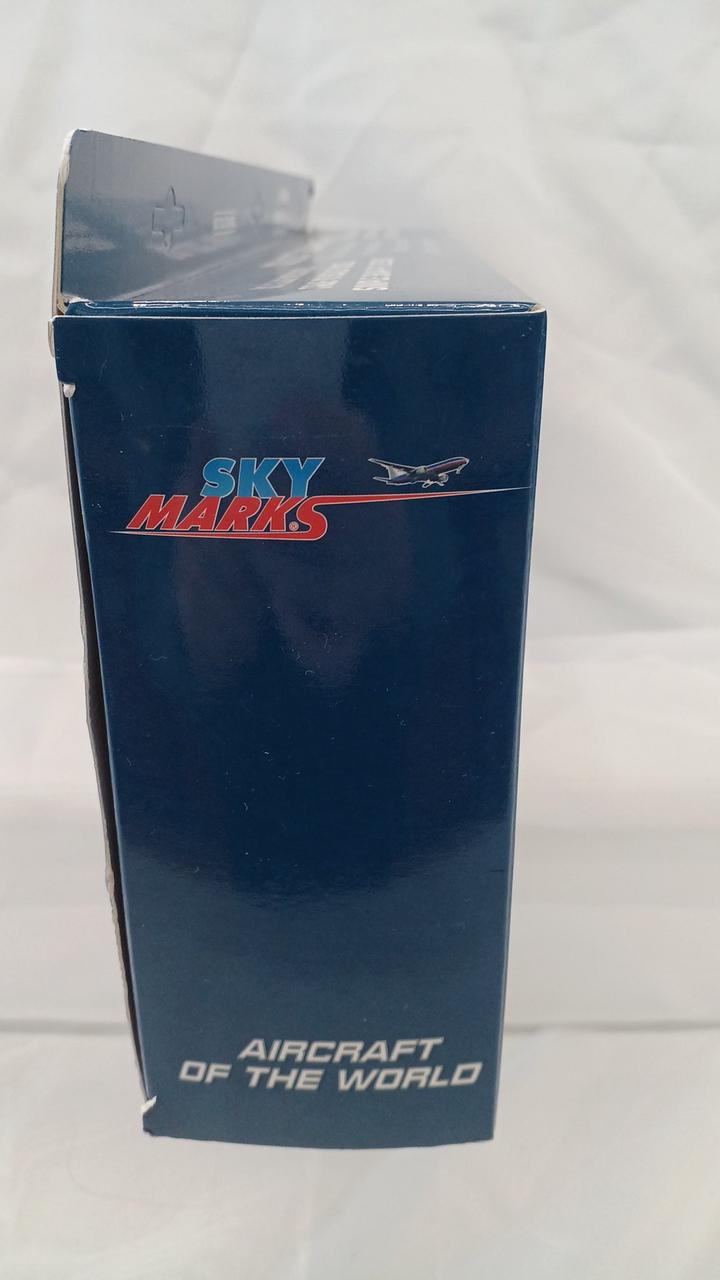 SKY
MARKS®
AIRCRAFT
OF THE WORLD